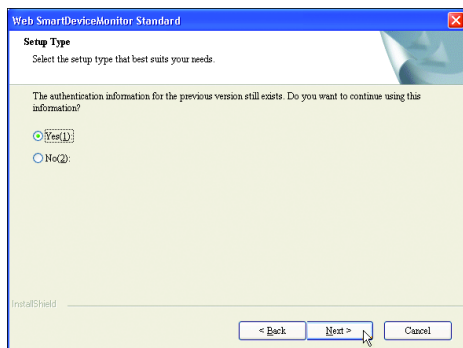 Web SmartDeviceMonitor Standard
Setup Type
Select the setup type that best suits your needs.
The authentication information for the previous version still exists. Do you want to continue using this
information?
Yes(1):
No(2):
InstallShield
< Back Next > Cancel